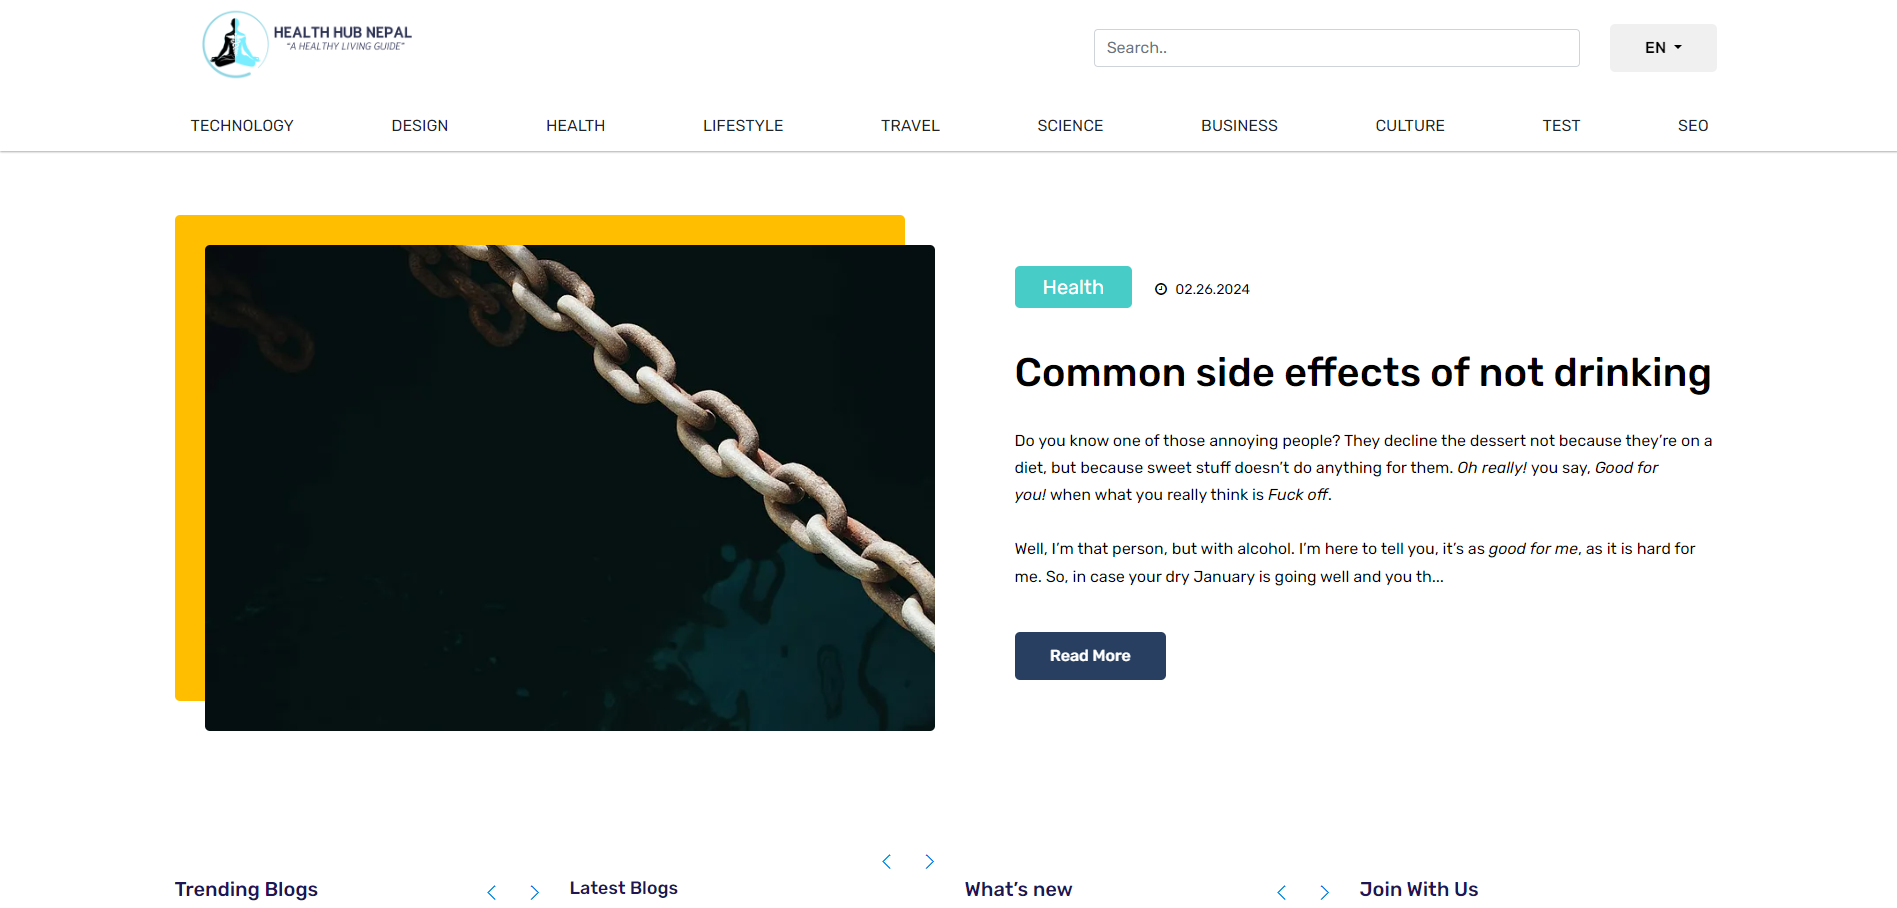 HEALTH HUB NEPAL
"A HEALTHY LIVING GUIDE"
Search..
EN
TECHNOLOGY DESIGN HEALTH LIFESTYLE TRAVEL SCIENCE BUSINESS CULTURE TEST SEO
Health
02.26.2024
Common side effects of not drinking
Do you know one of those annoying people? They decline the dessert not because they’re on a
diet, but because sweet stuff doesn’t do anything for them. Oh really! you say, Good for
you! when what you really think is Fuck off.
Well, I’m that person, but with alcohol. I’m here to tell you, it’s as good for me, as it is hard for
me. So, in case your dry January is going well and you th...
Read More
Trending Blogs
Latest Blogs
What’s new
Join With Us